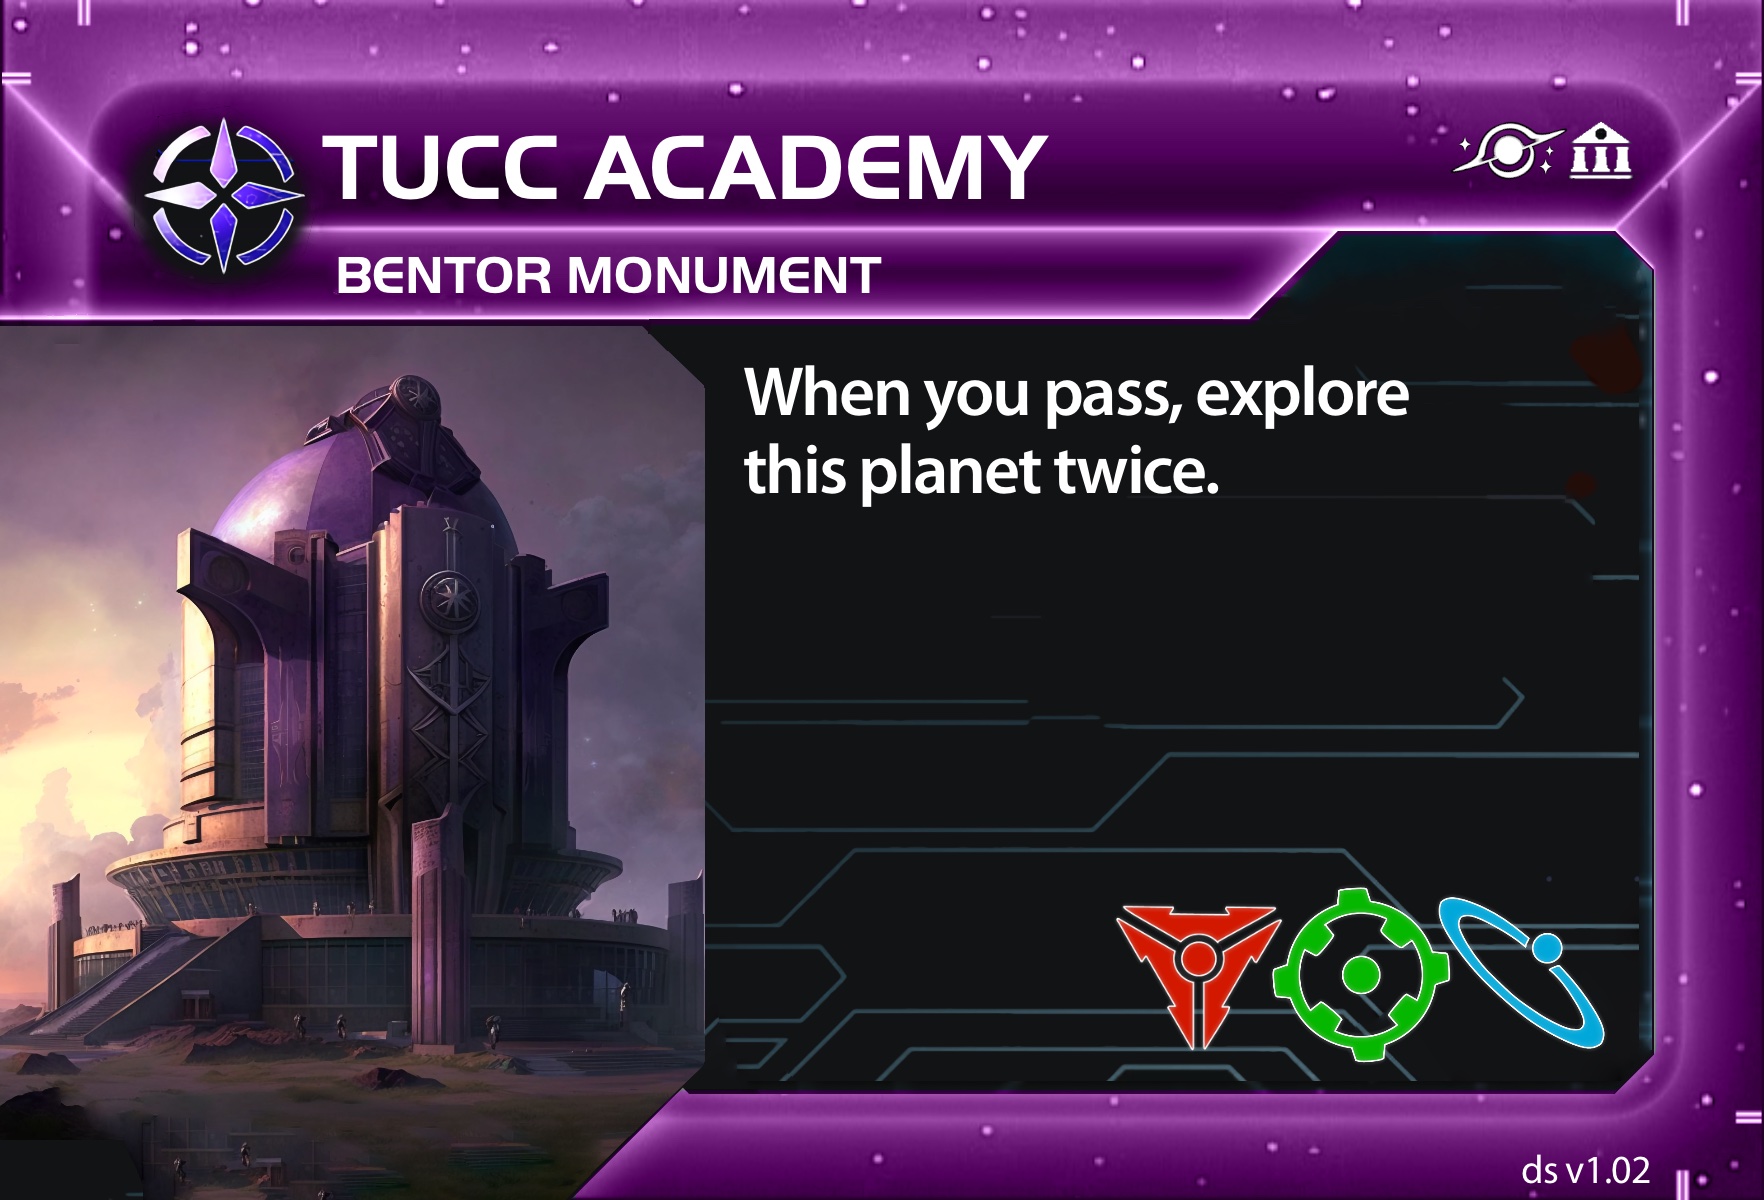 TUCC ACADEMY
BENTOR MONUMENT
When you pass, explore
this planet twice.
ds v1.02